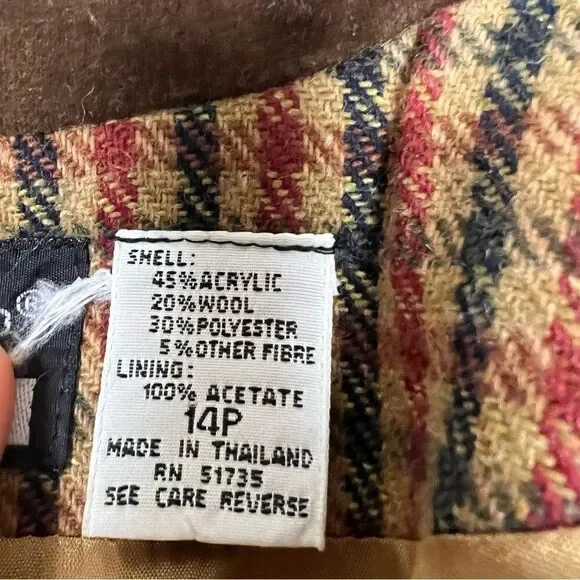 SHELL:
45% ACRYLIC
20% WOOL
30% POLYESTER
5% OTHER FIBRE
LINING:
100% ACETATE
14P
MADE IN THAILAND
RN 51735
SEE CARE REVERSE